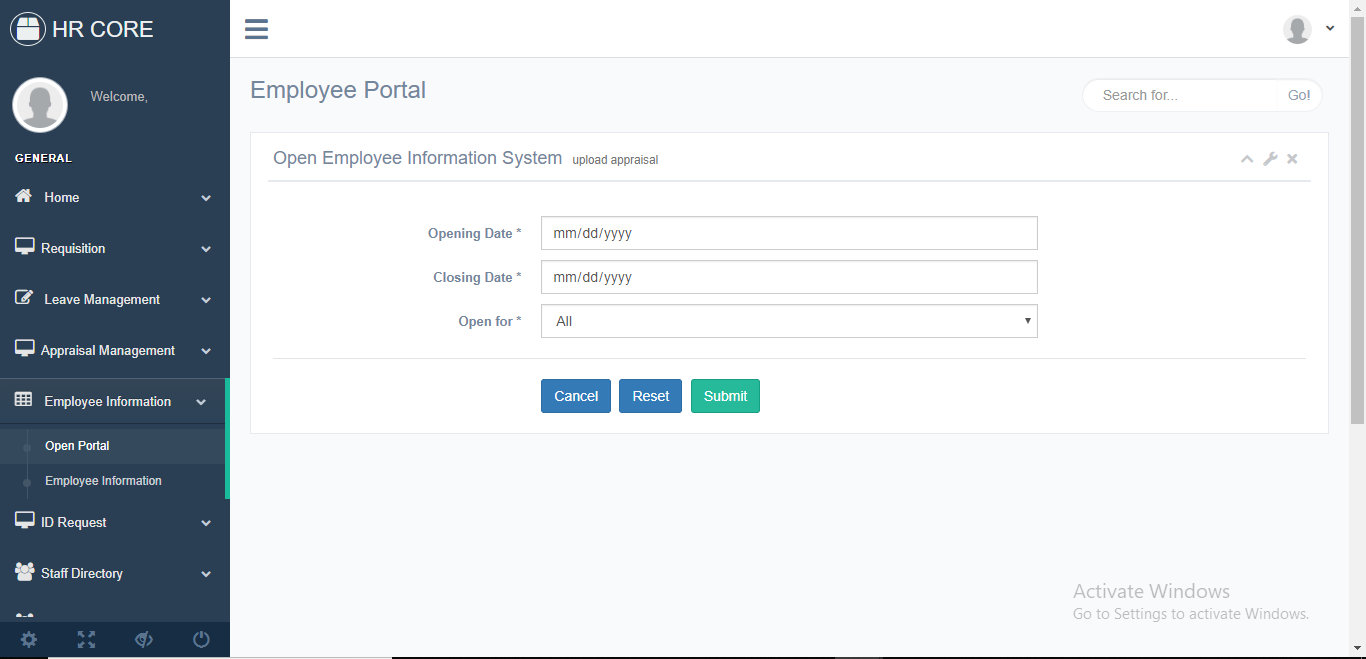 HR CORE
Welcome,
GENERAL
Home
Requisition
Leave Management
Appraisal Management
Employee Information
Open Portal
Employee Information
ID Request
Staff Directory
Employee Portal
Search for...
Go!
Open Employee Information System upload appraisal
Opening Date * mm/dd/yyyy
Closing Date * mm/dd/yyyy
Open for * All
Cancel Reset Submit
Activate Windows
Go to Settings to activate Windows.